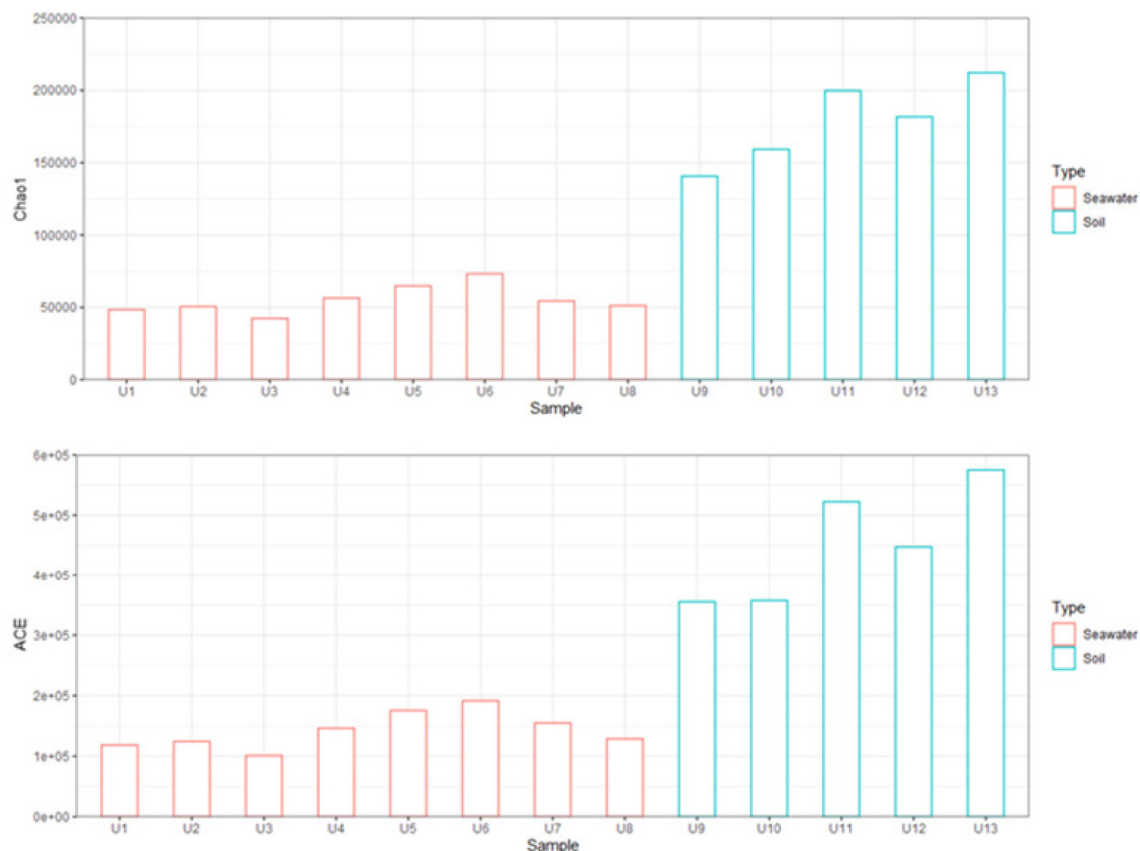 250000
200000
150000
100000
50000
0
Chao1
U1 U2 U3 U4 U5 U6 U7 U8 U9 U10 U11 U12 U13
Sample
Type
Seawater
Soil
6e+05
5e+05
4e+05
3e+05
2e+05
1e+05
0e+00
ACE
U1 U2 U3 U4 U5 U6 U7 U8 U9 U10 U11 U12 U13
Sample
Type
Seawater
Soil